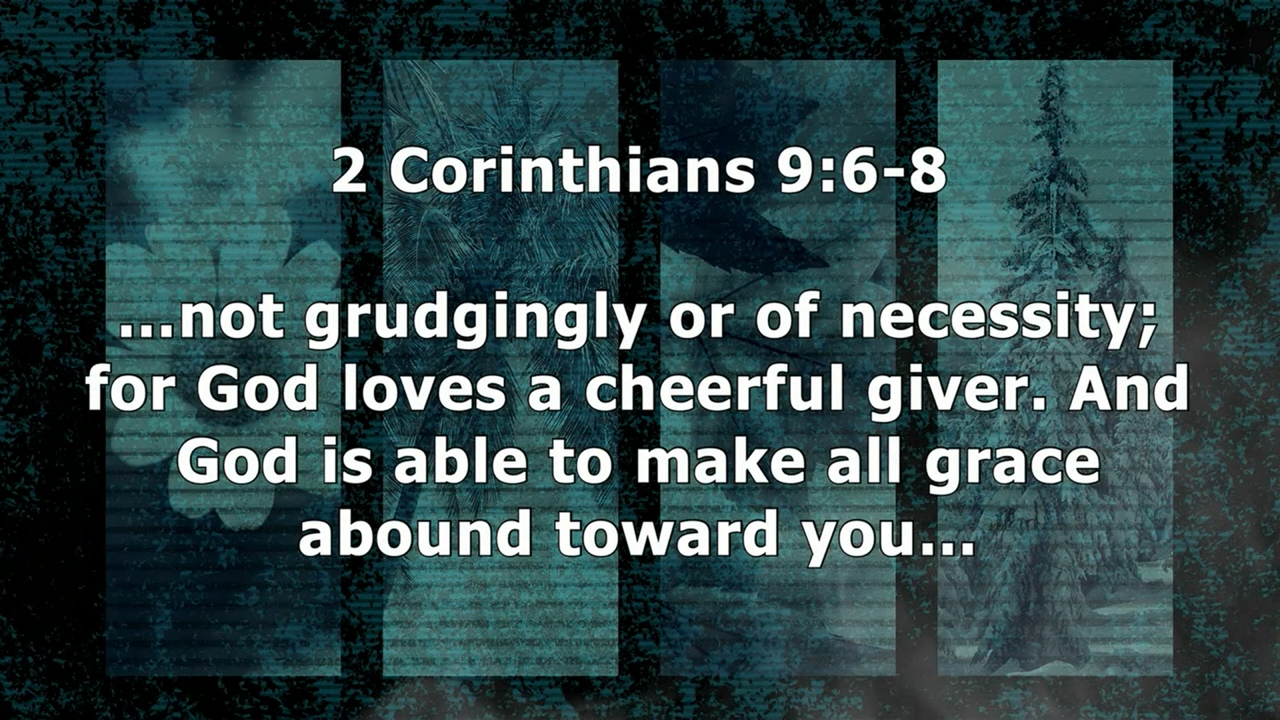 2 Corinthians 9:6-8
...not grudgingly or of necessity;
for God loves a cheerful giver. And
God is able to make all grace
abound toward you...